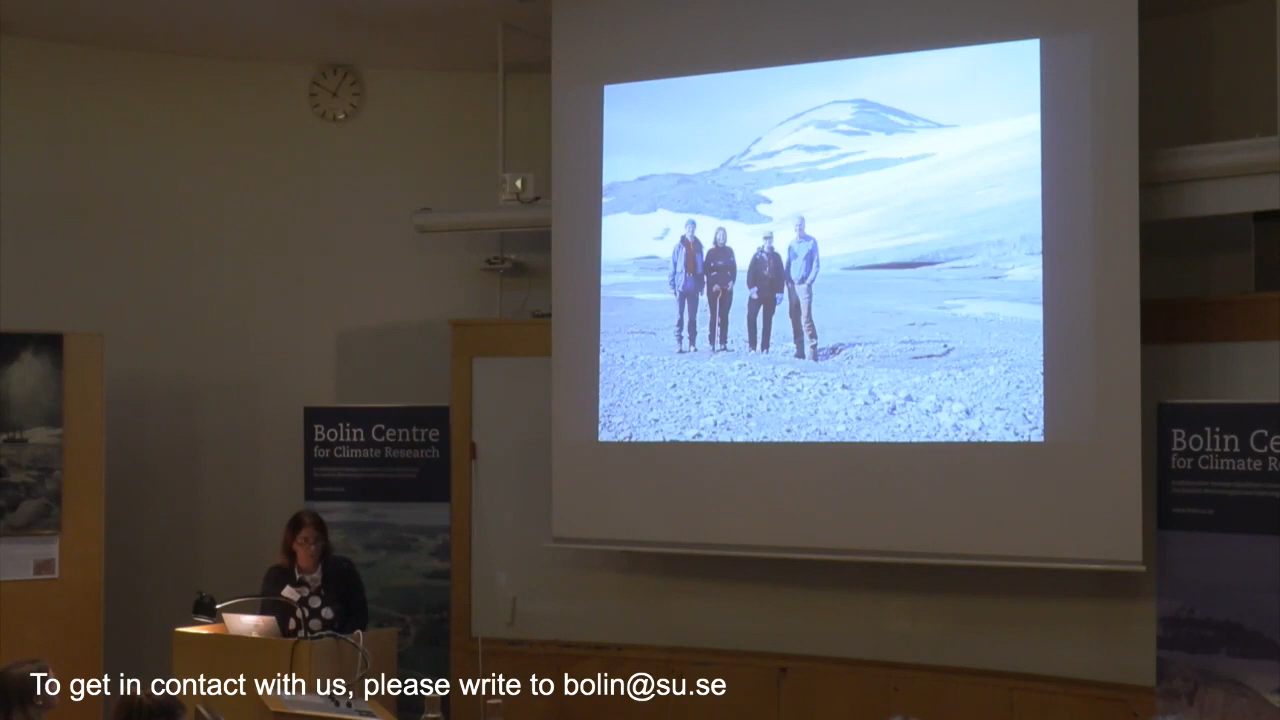 Bolin Centre
for Climate Research
Bolin Ce
for Climate R
To get in contact with us, please write to bolin@su.se